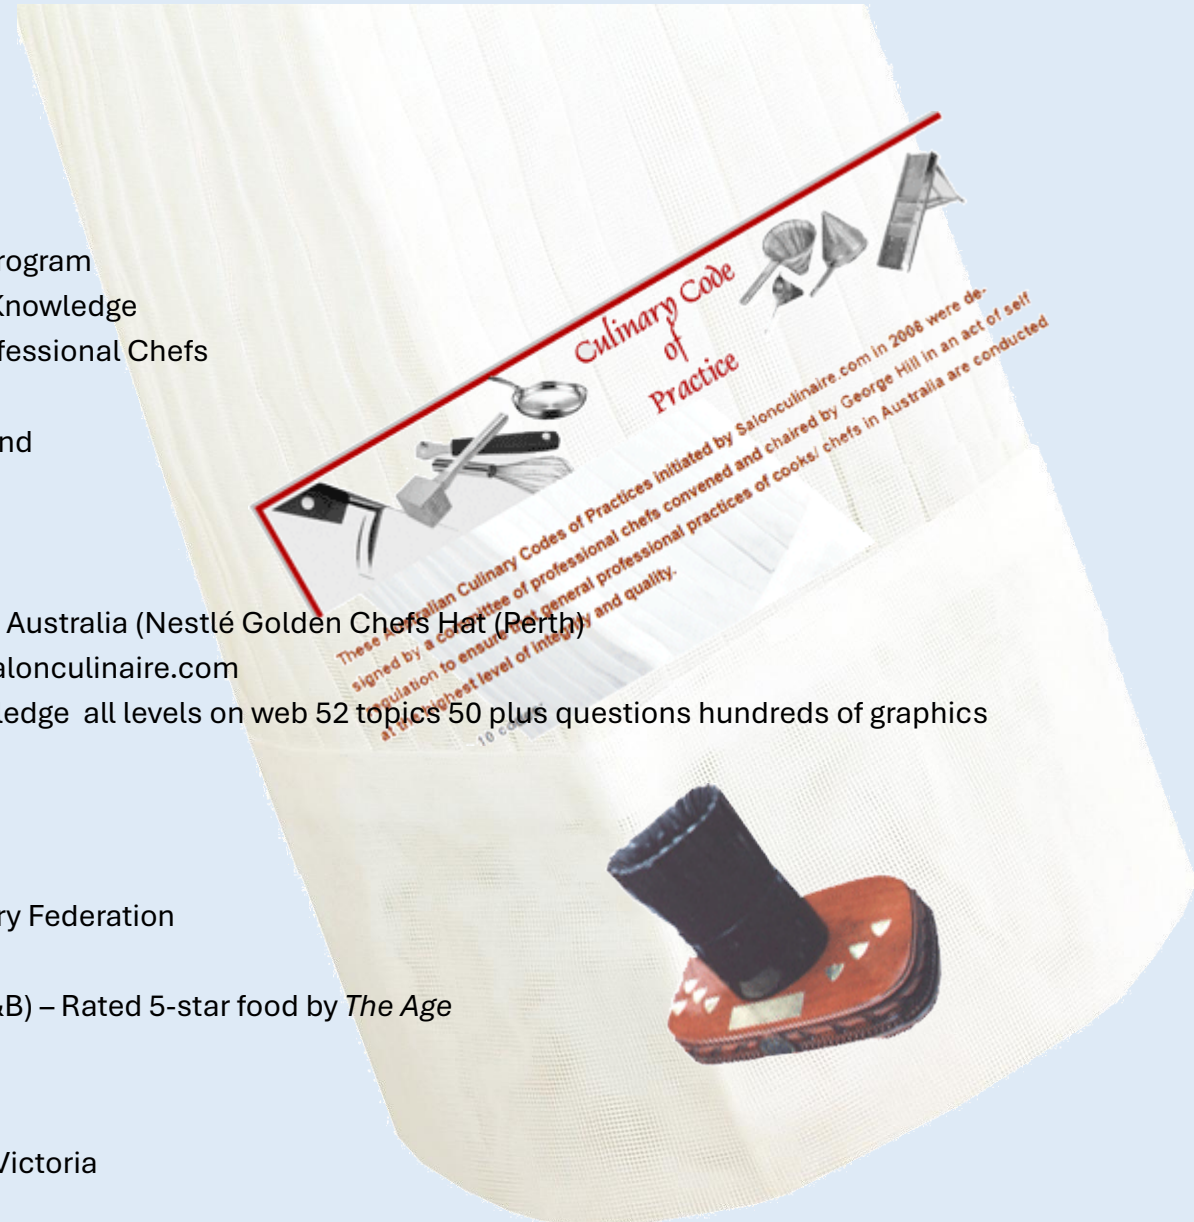 rogram
Knowledge
fessional Chefs
nd
Culinary Code
of
Practice
These Australian Culinary Codes of Practices initiated by Salonculinaire.com in 2006 were de-
signed by a committee of professional chefs convened and chaired by George Hill in an act of self
regulation to ensure that general professional practices of cooks/ chefs in Australia are conducted
at the highest level of integrity and quality.
10
Australia (Nestlé Golden Chefs Hat (Perth)
alonculinaire.com
ledge all levels on web 52 topics 50 plus questions hundreds of graphics
ry Federation
&B) – Rated 5-star food by The Age
Victoria